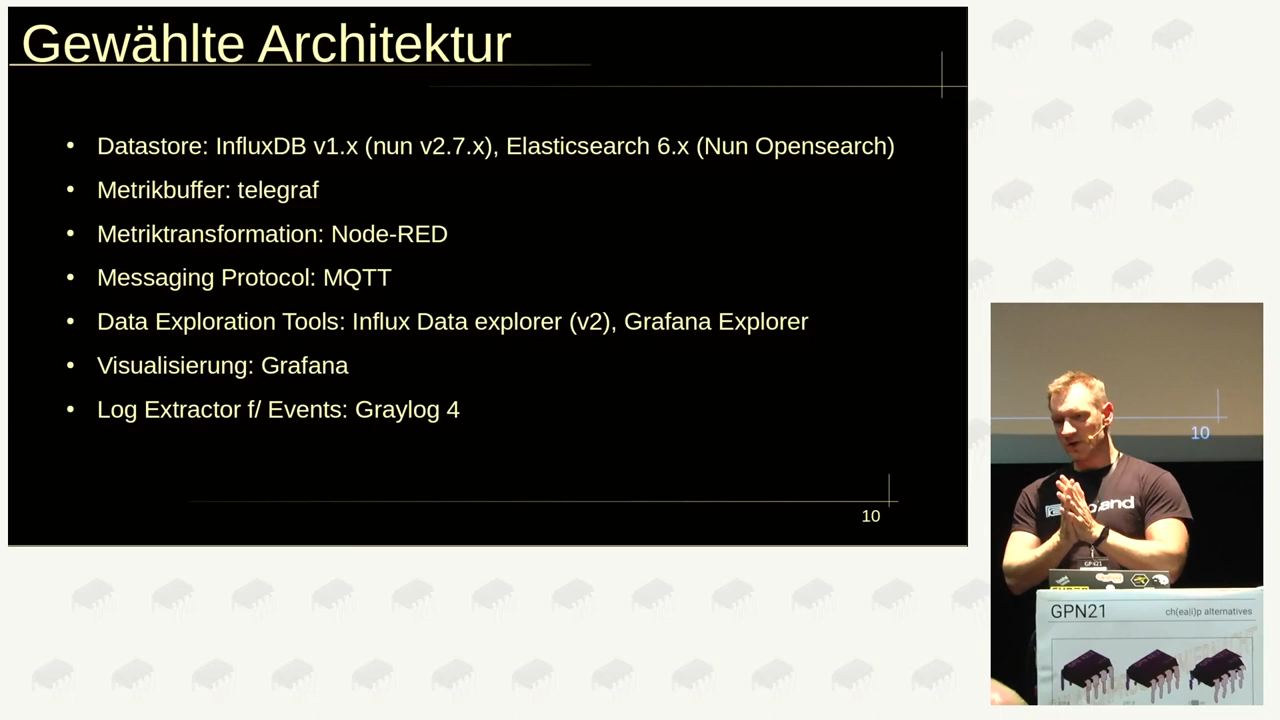 Gewählte Architektur
• Datastore: InfluxDB v1.x (nun v2.7.x), Elasticsearch 6.x (Nun Opensearch)
• Metrikbuffer: telegraf
• Metriktransformation: Node-RED
• Messaging Protocol: MQTT
• Data Exploration Tools: Influx Data explorer (v2), Grafana Explorer
• Visualisierung: Grafana
• Log Extractor f/ Events: Graylog 4
10
10
GPN21
ch(ea|i)p alternatives